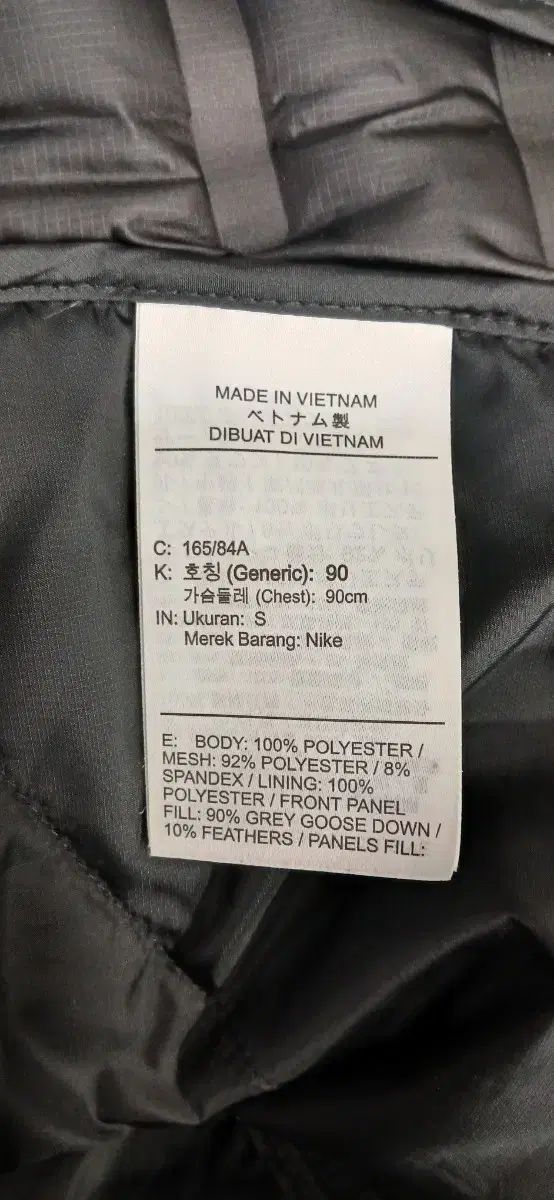 MADE IN VIETNAM
ベトナム製
DIBUAT DI VIETNAM
C: 165/84A
K: 호칭 (Generic): 90
가슴둘레 (Chest): 90cm
IN: Ukuran: S
Merek Barang: Nike
E: BODY: 100% POLYESTER /
MESH: 92% POLYESTER / 8%
SPANDEX / LINING: 100%
POLYESTER / FRONT PANEL
FILL: 90% GREY GOOSE DOWN /
10% FEATHERS / PANELS FILL: